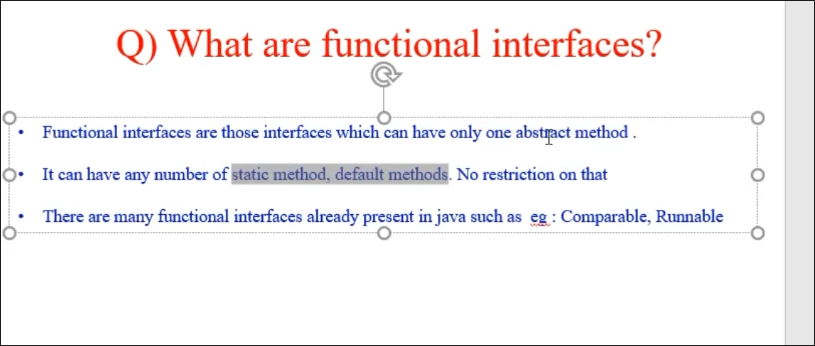 Q) What are functional interfaces?
• Functional interfaces are those interfaces which can have only one abstract method .
• It can have any number of static method, default methods. No restriction on that
• There are many functional interfaces already present in java such as  eg : Comparable, Runnable